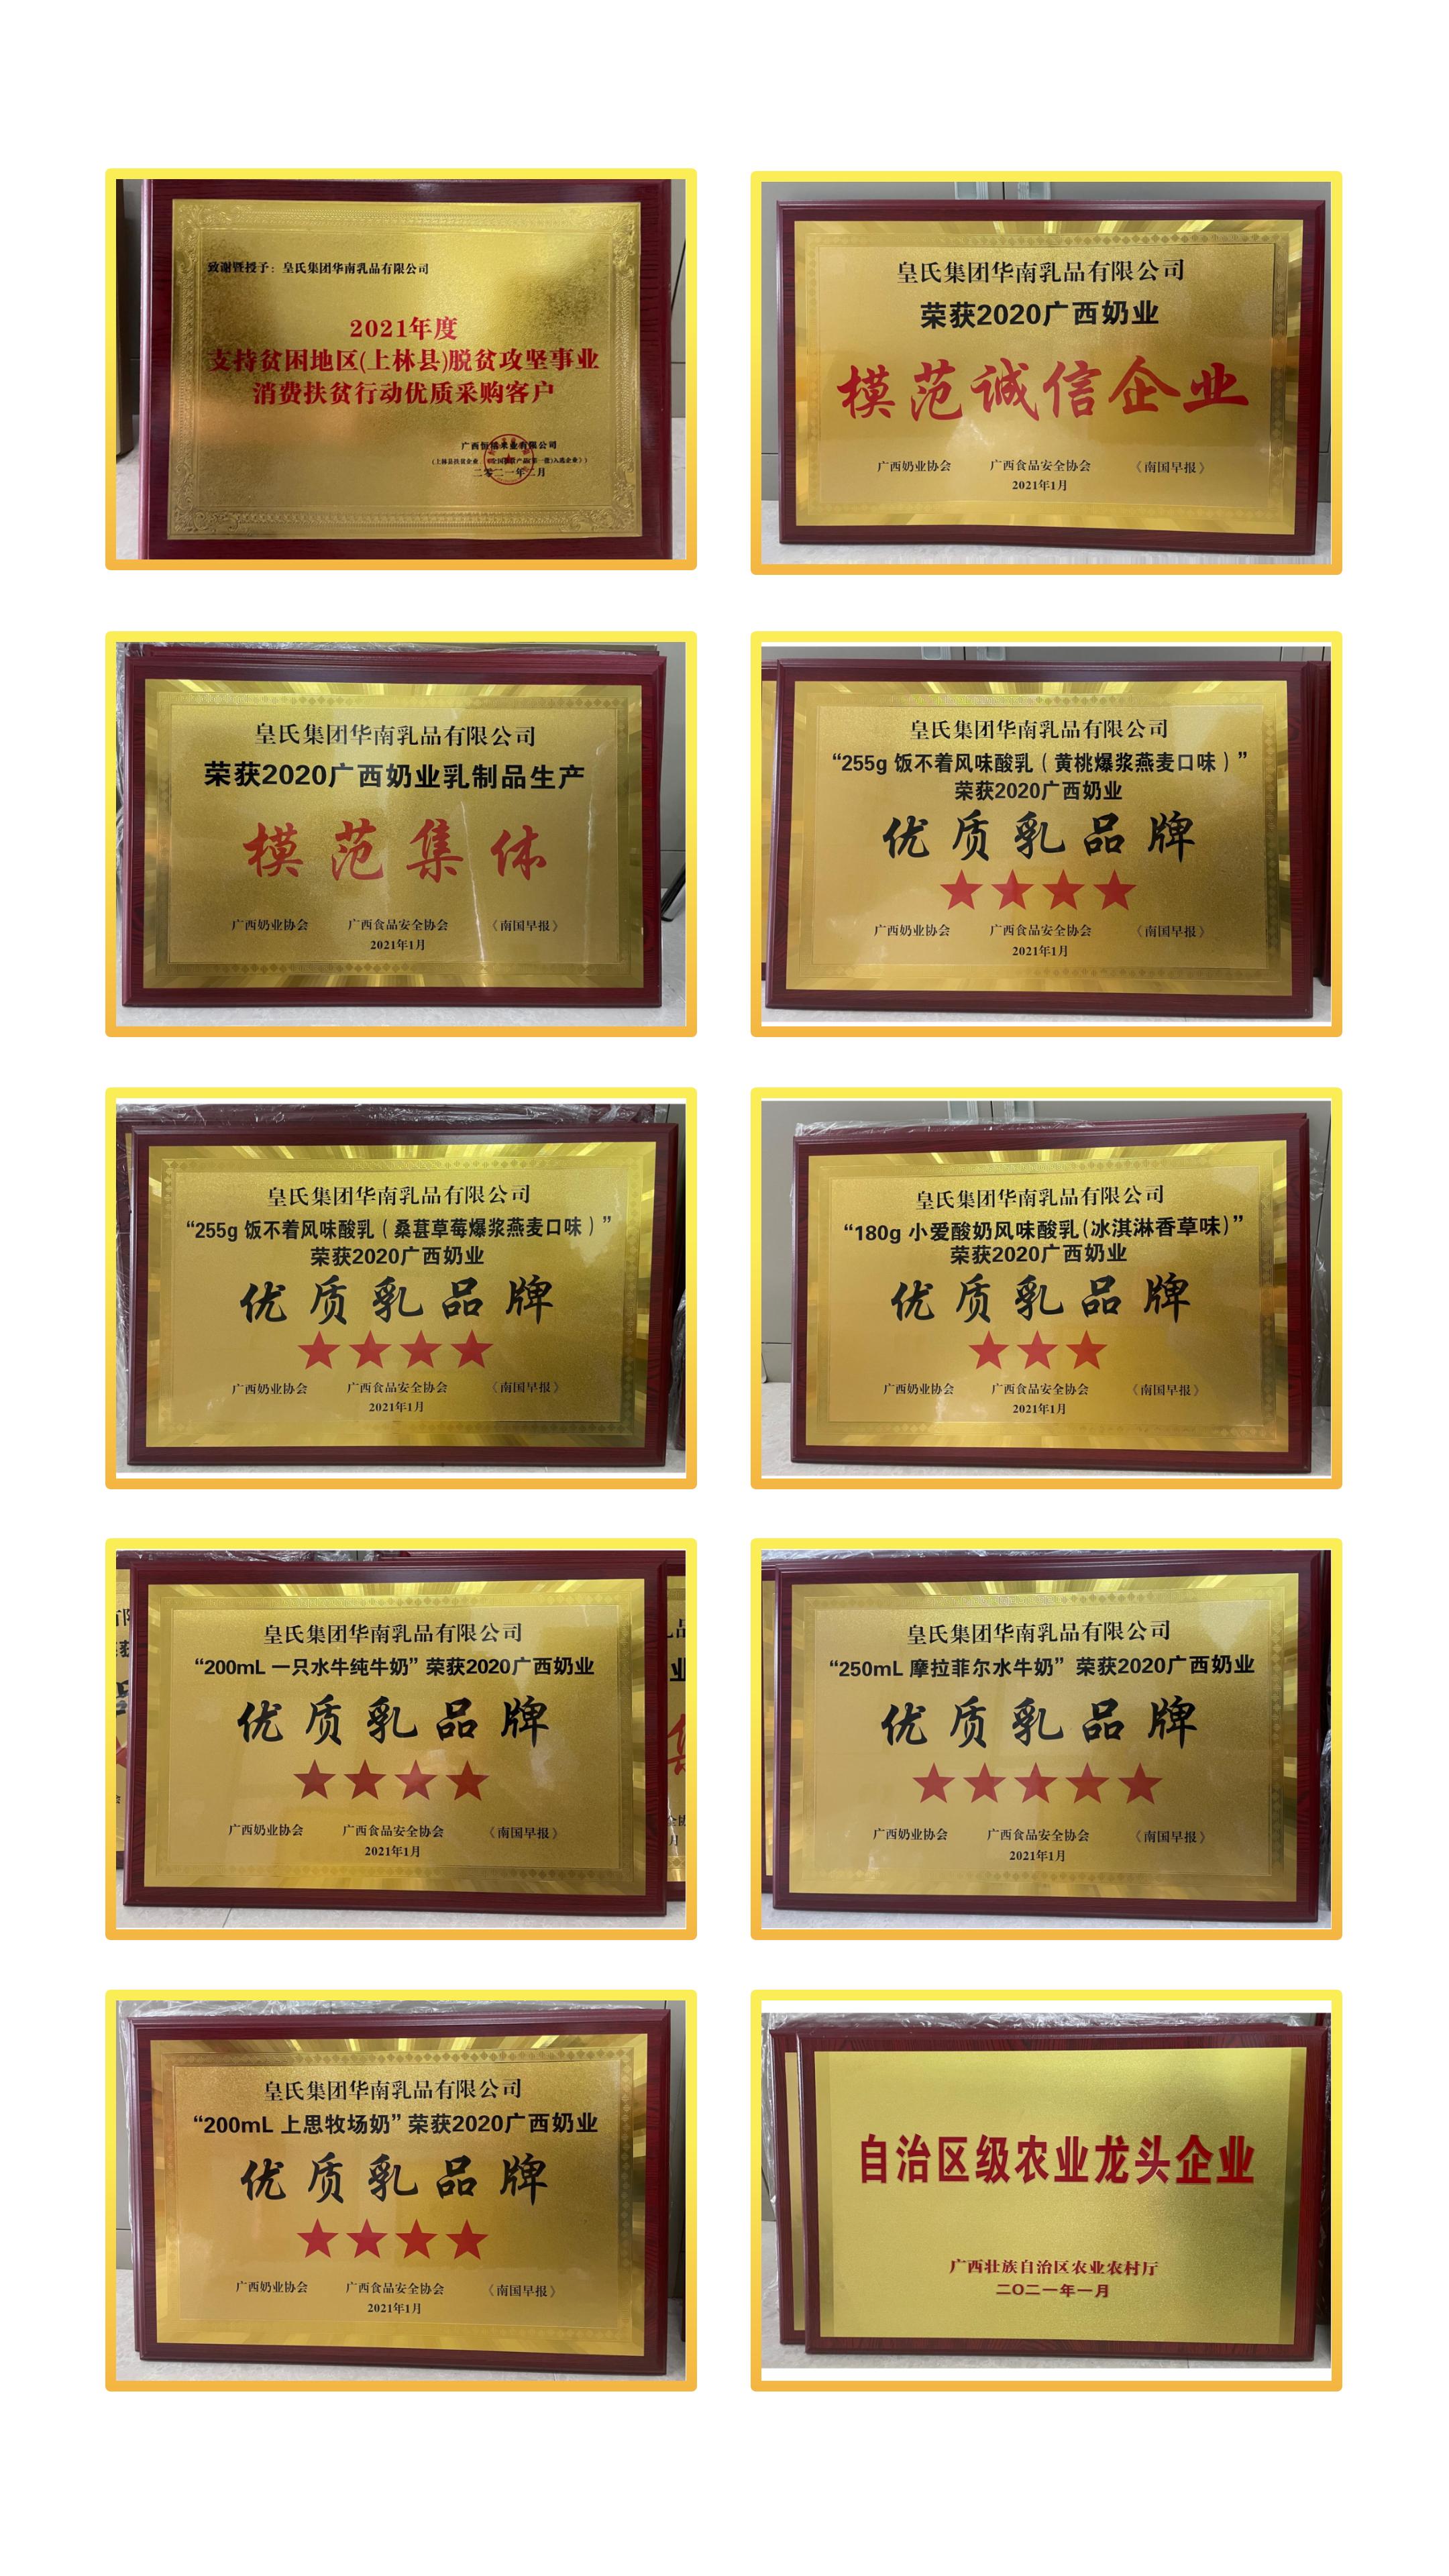 致谢暨授予：皇氏集团华南乳品有限公司
2021年度
支持贫困地区(上林县)脱贫攻坚事业
消费扶贫行动优质采购客户
广西恒裕米业有限公司
(上林县扶贫企业
二零二一年二月
皇氏集团华南乳品有限公司
荣获2020广西奶业
模范诚信企业
广西奶业协会 广西食品安全协会 《南国早报》
2021年1月
皇氏集团华南乳品有限公司
荣获2020广西奶业乳制品生产
模范集体
广西奶业协会 广西食品安全协会 《南国早报》
2021年1月
皇氏集团华南乳品有限公司
“255g 饭不着风味酸乳（黄桃爆浆燕麦口味）”
荣获2020广西奶业
优质乳品牌
广西奶业协会 广西食品安全协会 《南国早报》
2021年1月
皇氏集团华南乳品有限公司
“255g 饭不着风味酸乳（桑葚草莓爆浆燕麦口味）”
荣获2020广西奶业
优质乳品牌
广西奶业协会 广西食品安全协会 《南国早报》
2021年1月
皇氏集团华南乳品有限公司
“180g 小爱酸奶风味酸乳(冰淇淋香草味)”
荣获2020广西奶业
优质乳品牌
广西奶业协会 广西食品安全协会 《南国早报》
2021年1月
皇氏集团华南乳品有限公司
“200mL 一只水牛纯牛奶”荣获2020广西奶业
优质乳品牌
广西奶业协会 广西食品安全协会 《南国早报》
2021年1月
皇氏集团华南乳品有限公司
“250mL 摩拉菲尔水牛奶” 荣获2020广西奶业
优质乳品牌
广西奶业协会 广西食品安全协会 《南国早报》
2021年1月
皇氏集团华南乳品有限公司
“200mL 上思牧场奶”荣获2020广西奶业
优质乳品牌
广西奶业协会 广西食品安全协会 《南国早报》
2021年1月
自治区级农业龙头企业
广西壮族自治区农业农村厅
二〇二一年一月